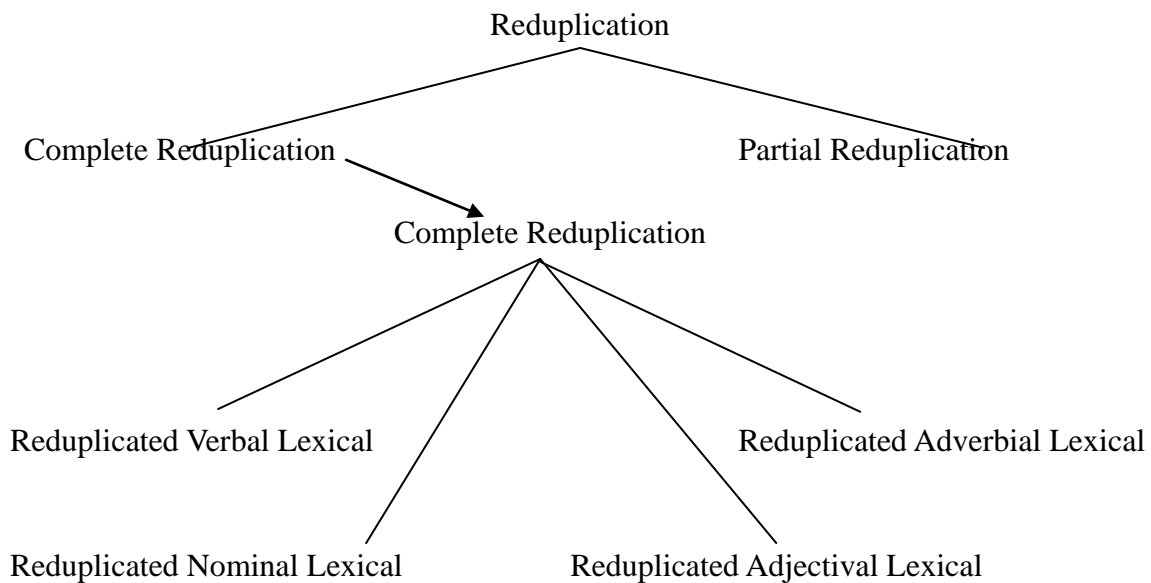 Reduplication
Complete Reduplication Partial Reduplication
Complete Reduplication
Reduplicated Verbal Lexical Reduplicated Adverbial Lexical
Reduplicated Nominal Lexical Reduplicated Adjectival Lexical